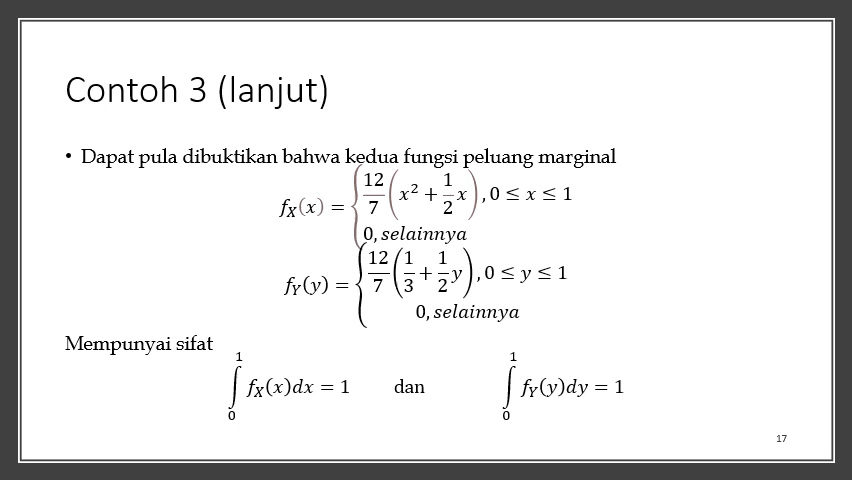 Contoh 3 (lanjut)
• Dapat pula dibuktikan bahwa kedua fungsi peluang marginal
f_X(x) = { 12/7 (x² + 1/2 x), 0 ≤ x ≤ 1
0, selainnya
f_Y(y) = { 12/7 (1/3 + 1/2 y), 0 ≤ y ≤ 1
0, selainnya
Mempunyai sifat
∫₀¹ f_X(x)dx = 1 dan ∫₀¹ f_Y(y)dy = 1
17